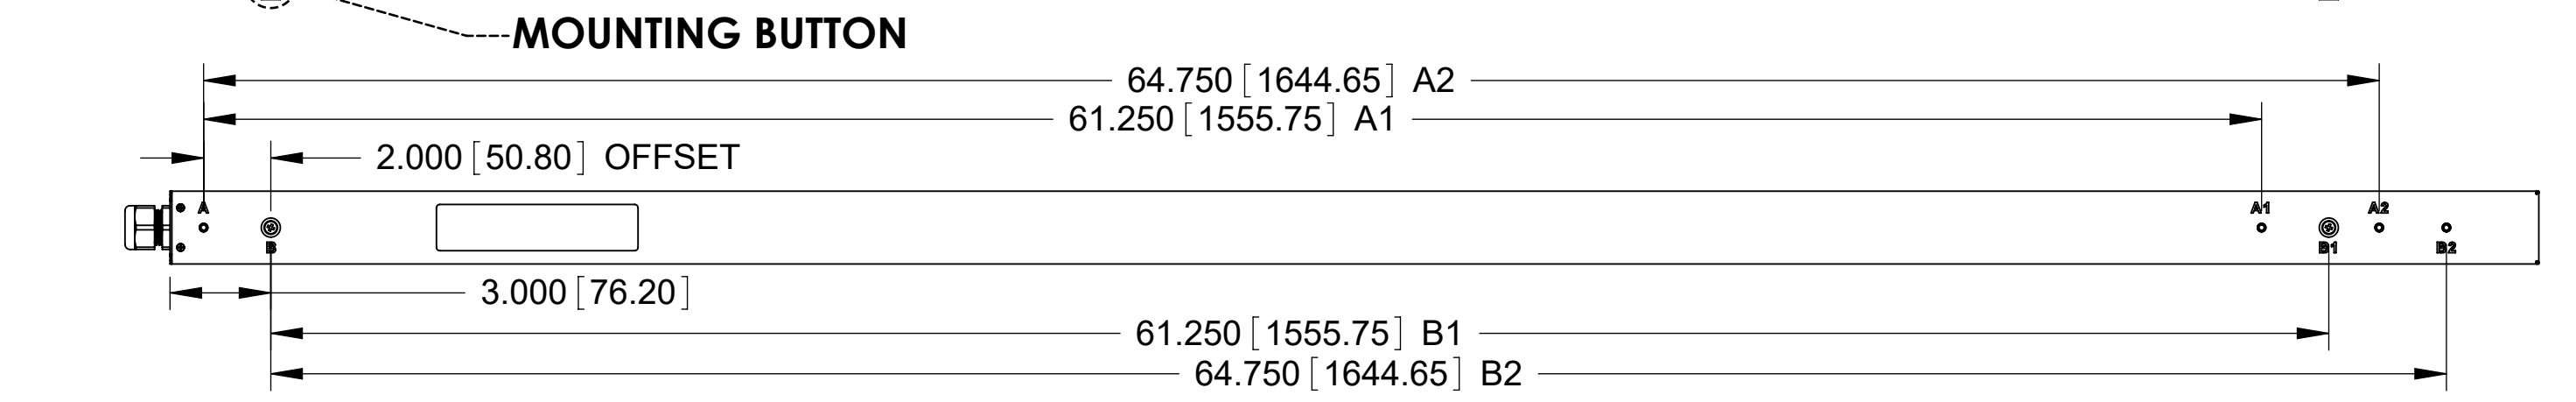 MOUNTING BUTTON
64.750 [1644.65] A2
61.250 [1555.75] A1
2.000 [50.80] OFFSET
A A1 A2
B B1 B2
3.000 [76.20]
61.250 [1555.75] B1
64.750 [1644.65] B2